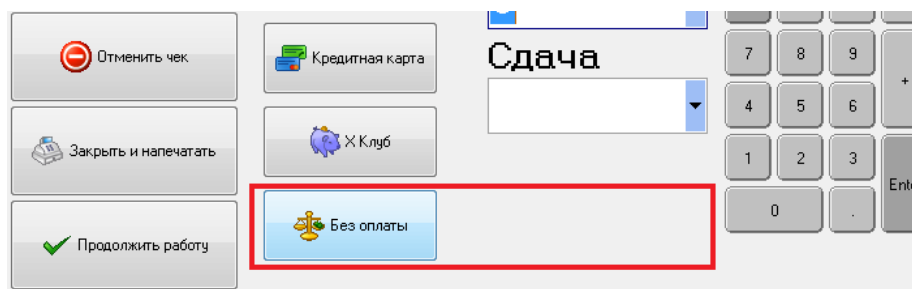 Отменить чек
Закрыть и напечатать
Продолжить работу
Кредитная карта
X Клуб
Без оплаты
Сдача
7 8 9
4 5 6 +
1 2 3
0 .